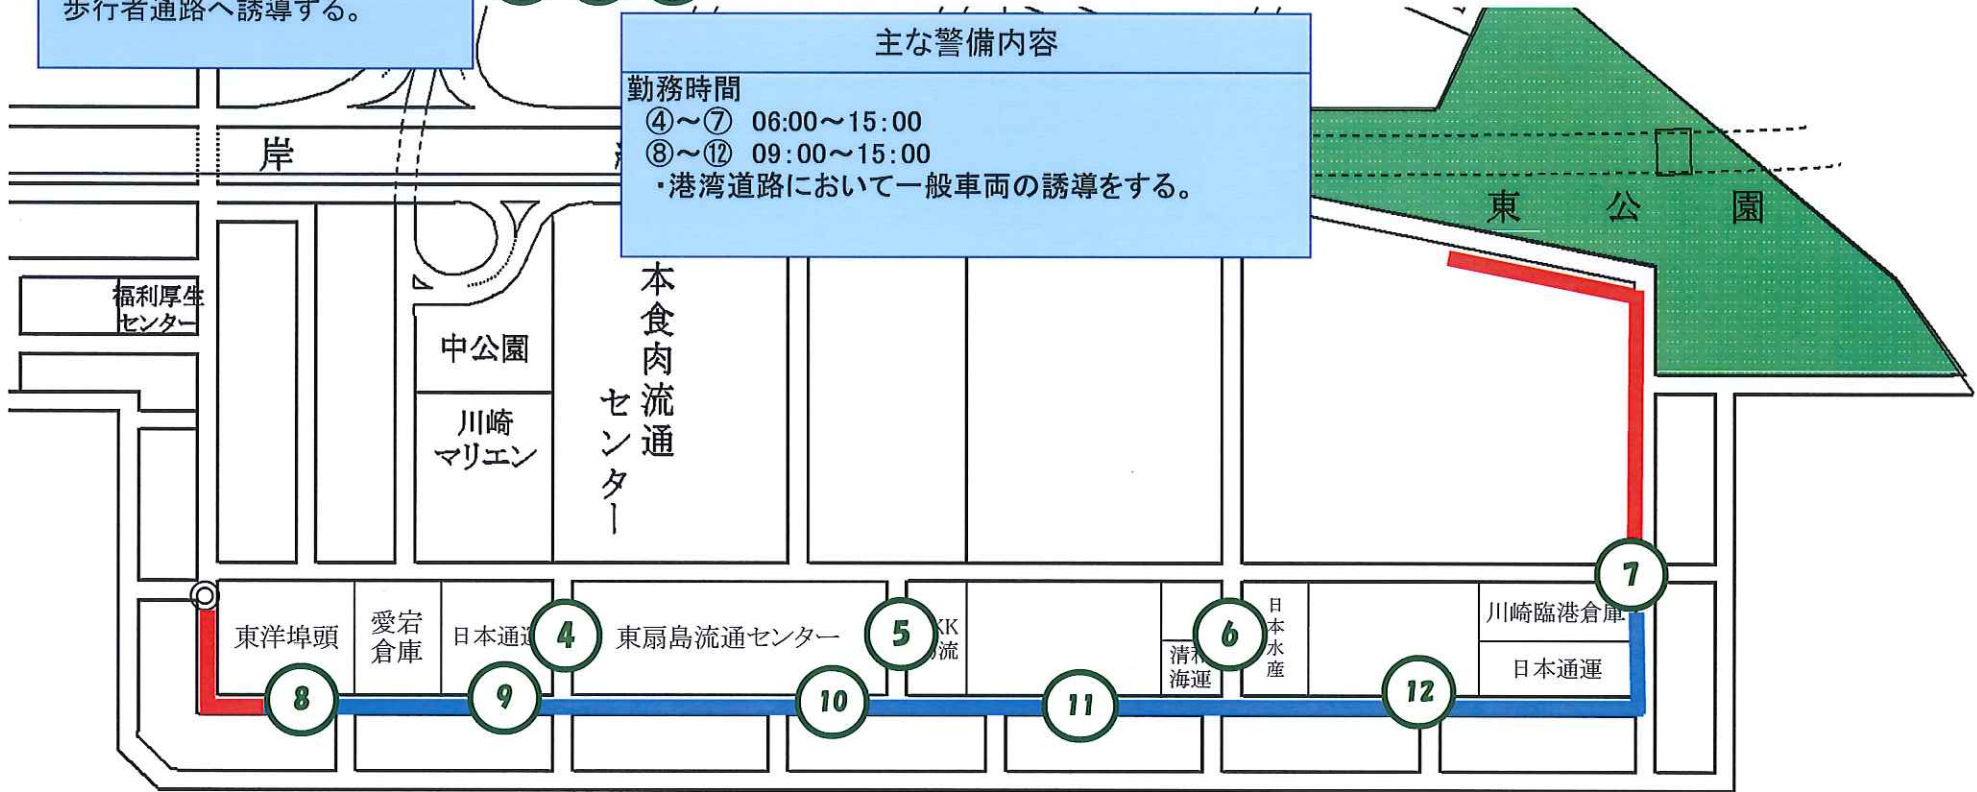 歩行者通路へ誘導する。
主な警備内容
勤務時間
④～⑦ 06:00～15:00
⑧～⑫ 09:00～15:00
・港湾道路において一般車両の誘導をする。
岸
東公園
福利厚生
センター
中公園
川崎
マリエン
本食肉流通
センター
7
東洋埠頭
愛宕
倉庫
日本通運
4
東扇島流通センター
5
KK
流
6
清和
海運
日本水産
川崎臨港倉庫
日本通運
8
9
10
11
12